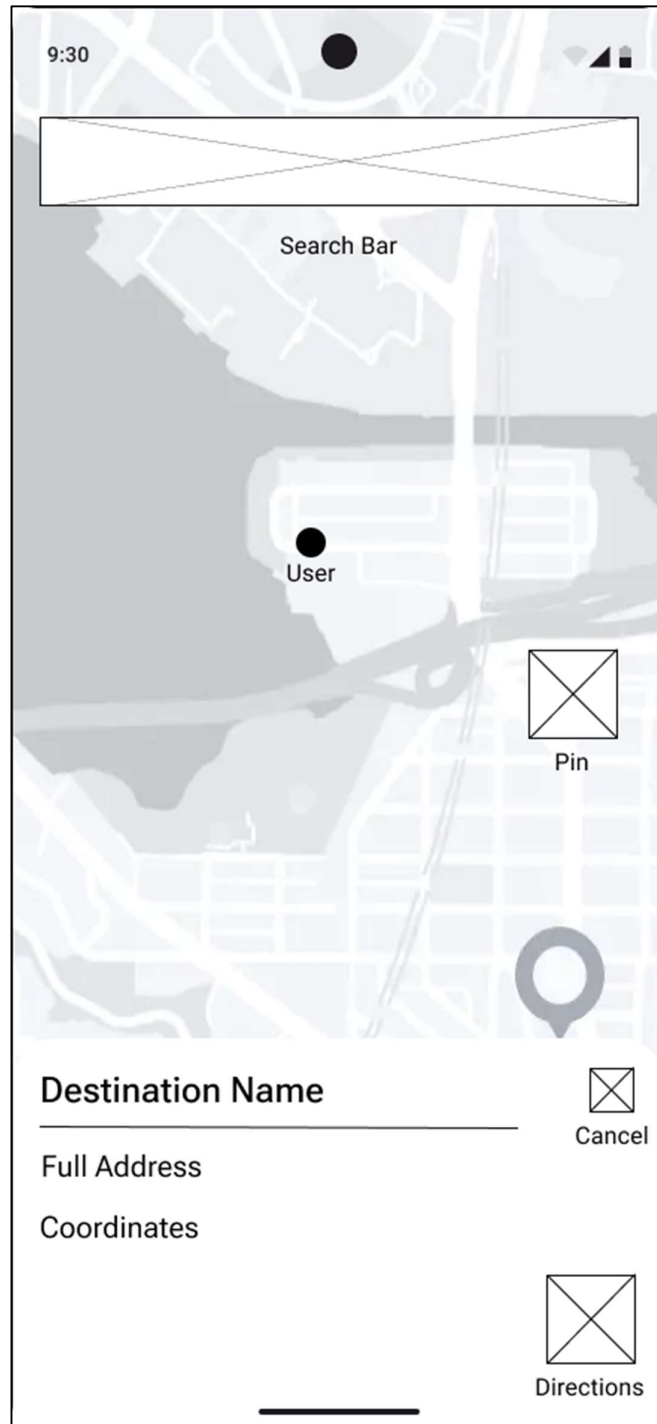 9:30
Search Bar
User
Pin
Destination Name
Cancel
Full Address
Coordinates
Directions